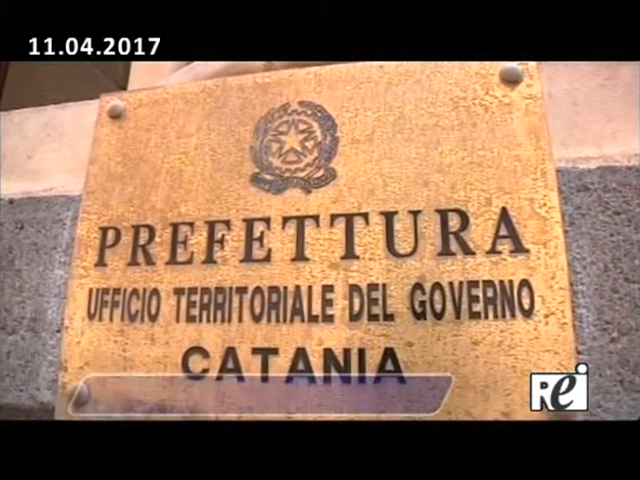 11.04.2017
PREFETTURA
UFFICIO TERRITORIALE DEL GOVERNO
CATANIA
REi